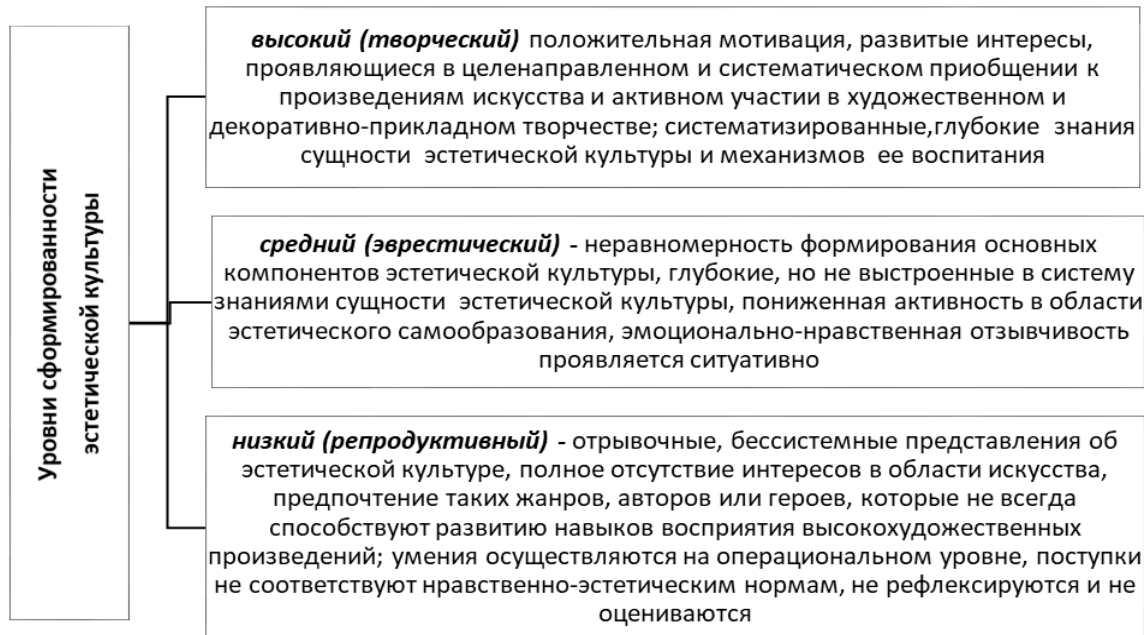 Уровни сформированности
эстетической культуры
высокий (творческий) положительная мотивация, развитые интересы,
проявляющиеся в целенаправленном и систематическом приобщении к
произведениям искусства и активном участии в художественном и
декоративно-прикладном творчестве; систематизированные,глубокие знания
сущности эстетической культуры и механизмов ее воспитания
средний (эврестический) - неравномерность формирования основных
компонентов эстетической культуры, глубокие, но не выстроенные в систему
знаниями сущности эстетической культуры, пониженная активность в области
эстетического самообразования, эмоционально-нравственная отзывчивость
проявляется ситуативно
низкий (репродуктивный) - отрывочные, бессистемные представления об
эстетической культуре, полное отсутствие интересов в области искусства,
предпочтение таких жанров, авторов или героев, которые не всегда
способствуют развитию навыков восприятия высокохудожественных
произведений; умения осуществляются на операциональном уровне, поступки
не соответствуют нравственно-эстетическим нормам, не рефлексируются и не
оцениваются